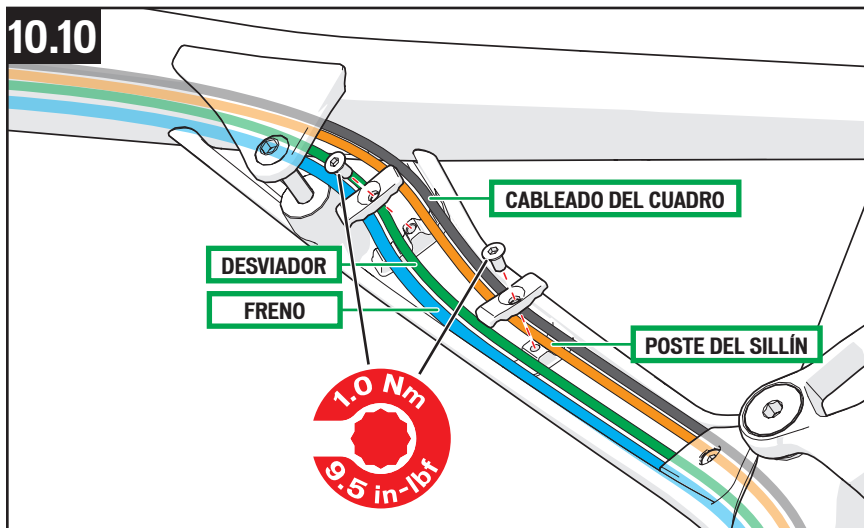 10.10
CABLEADO DEL CUADRO
DESVIADOR
FRENO
POSTE DEL SILLÍN
1.0 Nm
9.5 in-lbf